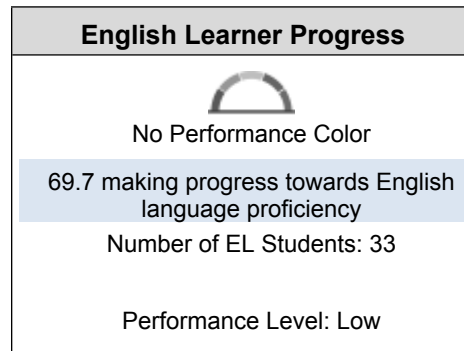 English Learner Progress
No Performance Color
69.7 making progress towards English
language proficiency
Number of EL Students: 33
Performance Level: Low